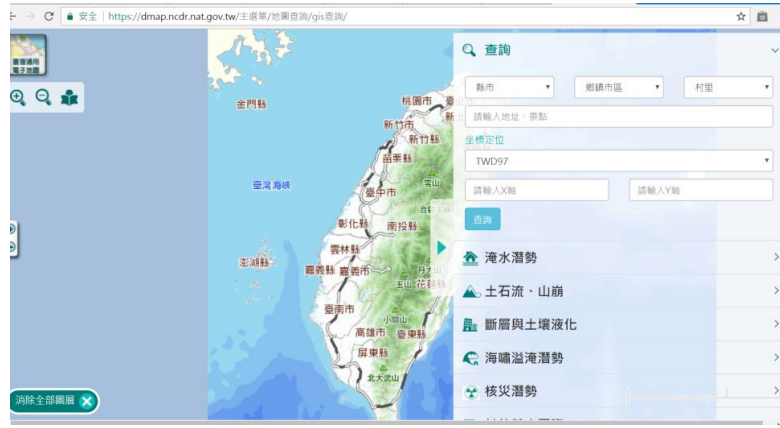 安全 | https://dmap.ncdr.nat.gov.tw/主選單/地圖查詢/gis查詢/
臺灣通用
電子地圖
查詢
縣市
鄉鎮市區
村里
請輸入地址、景點
坐標定位
TWD97
請輸入X軸
請輸入Y軸
查詢
淹水潛勢
土石流、山崩
斷層與土壤液化
海嘯溢淹潛勢
核災潛勢
金門縣
桃園市
新竹市
新竹縣
苗栗縣
雪山
臺灣海峽
臺中市
彰化縣
南投縣
雲林縣
澎湖縣
嘉義縣
嘉義市
丹大山
玉山
花蓮縣
臺南市
小關山
高雄市
臺東縣
屏東縣
北大武山
消除全部圖層